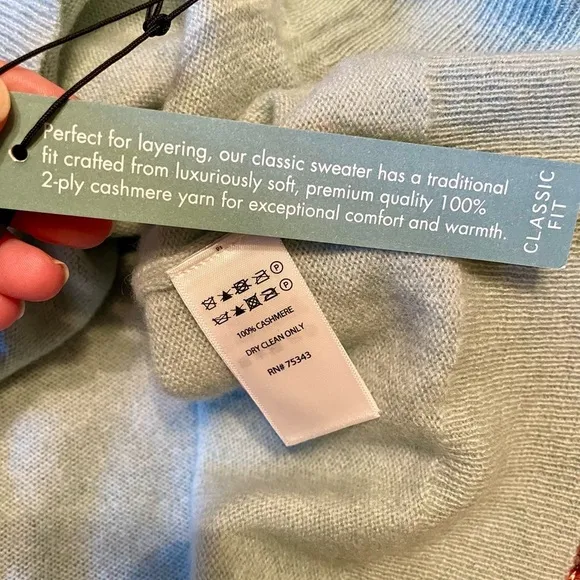 Perfect for layering, our classic sweater has a traditional
fit crafted from luxuriously soft, premium quality 100%
2-ply cashmere yarn for exceptional comfort and warmth.
CLASSIC
FIT
P
P
100% CASHMERE
DRY CLEAN ONLY
RN# 75343